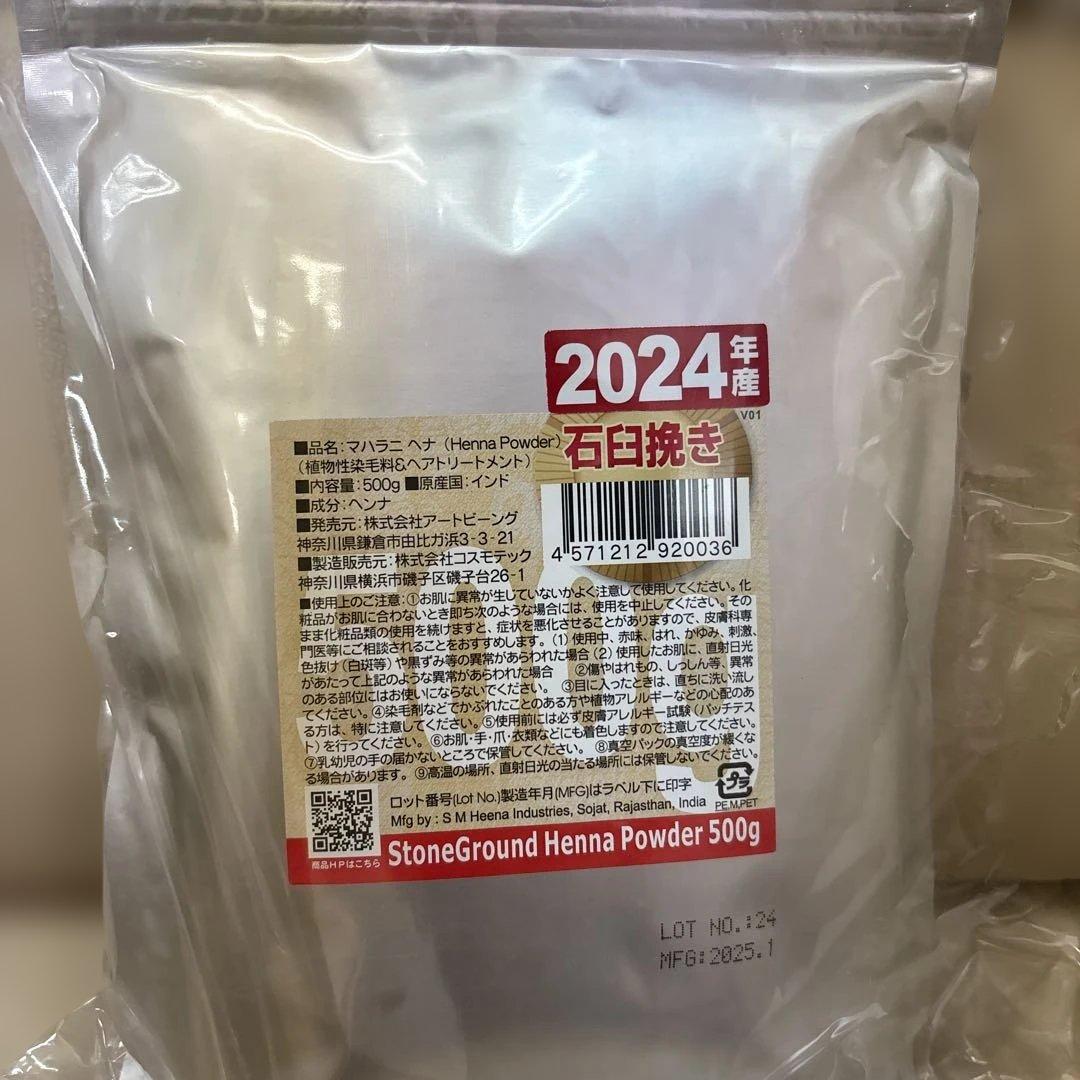 2024年産
V01
石臼挽き
■品名:マハラニ ヘナ (Henna Powder)
(植物性染毛料&ヘアトリートメント)
■内容量:500g ■原産国:インド
■成分:ヘンナ
■発売元:株式会社アートビーング
神奈川県鎌倉市由比ガ浜3-3-21
■製造販売元:株式会社コスモテック
神奈川県横浜市磯子区磯子台26-1
4 571212 920036
■使用上のご注意:①お肌に異常が生じていないかよく注意して使用してください。化
粧品がお肌に合わないとき即ち次のような場合には、使用を中止してください。その
まま化粧品類の使用を続けますと、症状を悪化させることがありますので、皮膚科専
門医等にご相談されることをおすすめします。(1) 使用中、赤味、はれ、かゆみ、刺激、
色抜け(白斑等)や黒ずみ等の異常があらわれた場合(2) 使用したお肌に、直射日光
があたって上記のような異常があらわれた場合 ②傷やはれもの、しっしん等、異常
のある部位にはお使いにならないでください。 ③目に入ったときは、直ちに洗い流し
てください。④染毛剤などでかぶれたことのある方や植物アレルギーなどの心配のあ
る方は、特に注意してください。⑤使用前には必ず皮膚アレルギー試験(パッチテス
ト)を行ってください。 ⑥お肌・手・爪・衣類などにも着色しますので注意してください。
⑦乳幼児の手の届かないところで保管してください。 ⑧真空パックの真空度が緩くな
る場合があります。 ⑨高温の場所、直射日光の当たる場所には保管しないでください。
500g
プラ
PE,M,PET
ロット番号(Lot No.)製造年月(MFG)はラベル下に印字
Mfg by : S M Heena Industries, Sojat, Rajasthan, India
商品HPはこちら
StoneGround Henna Powder 500g
LOT NO.:24
MFG:2025.1